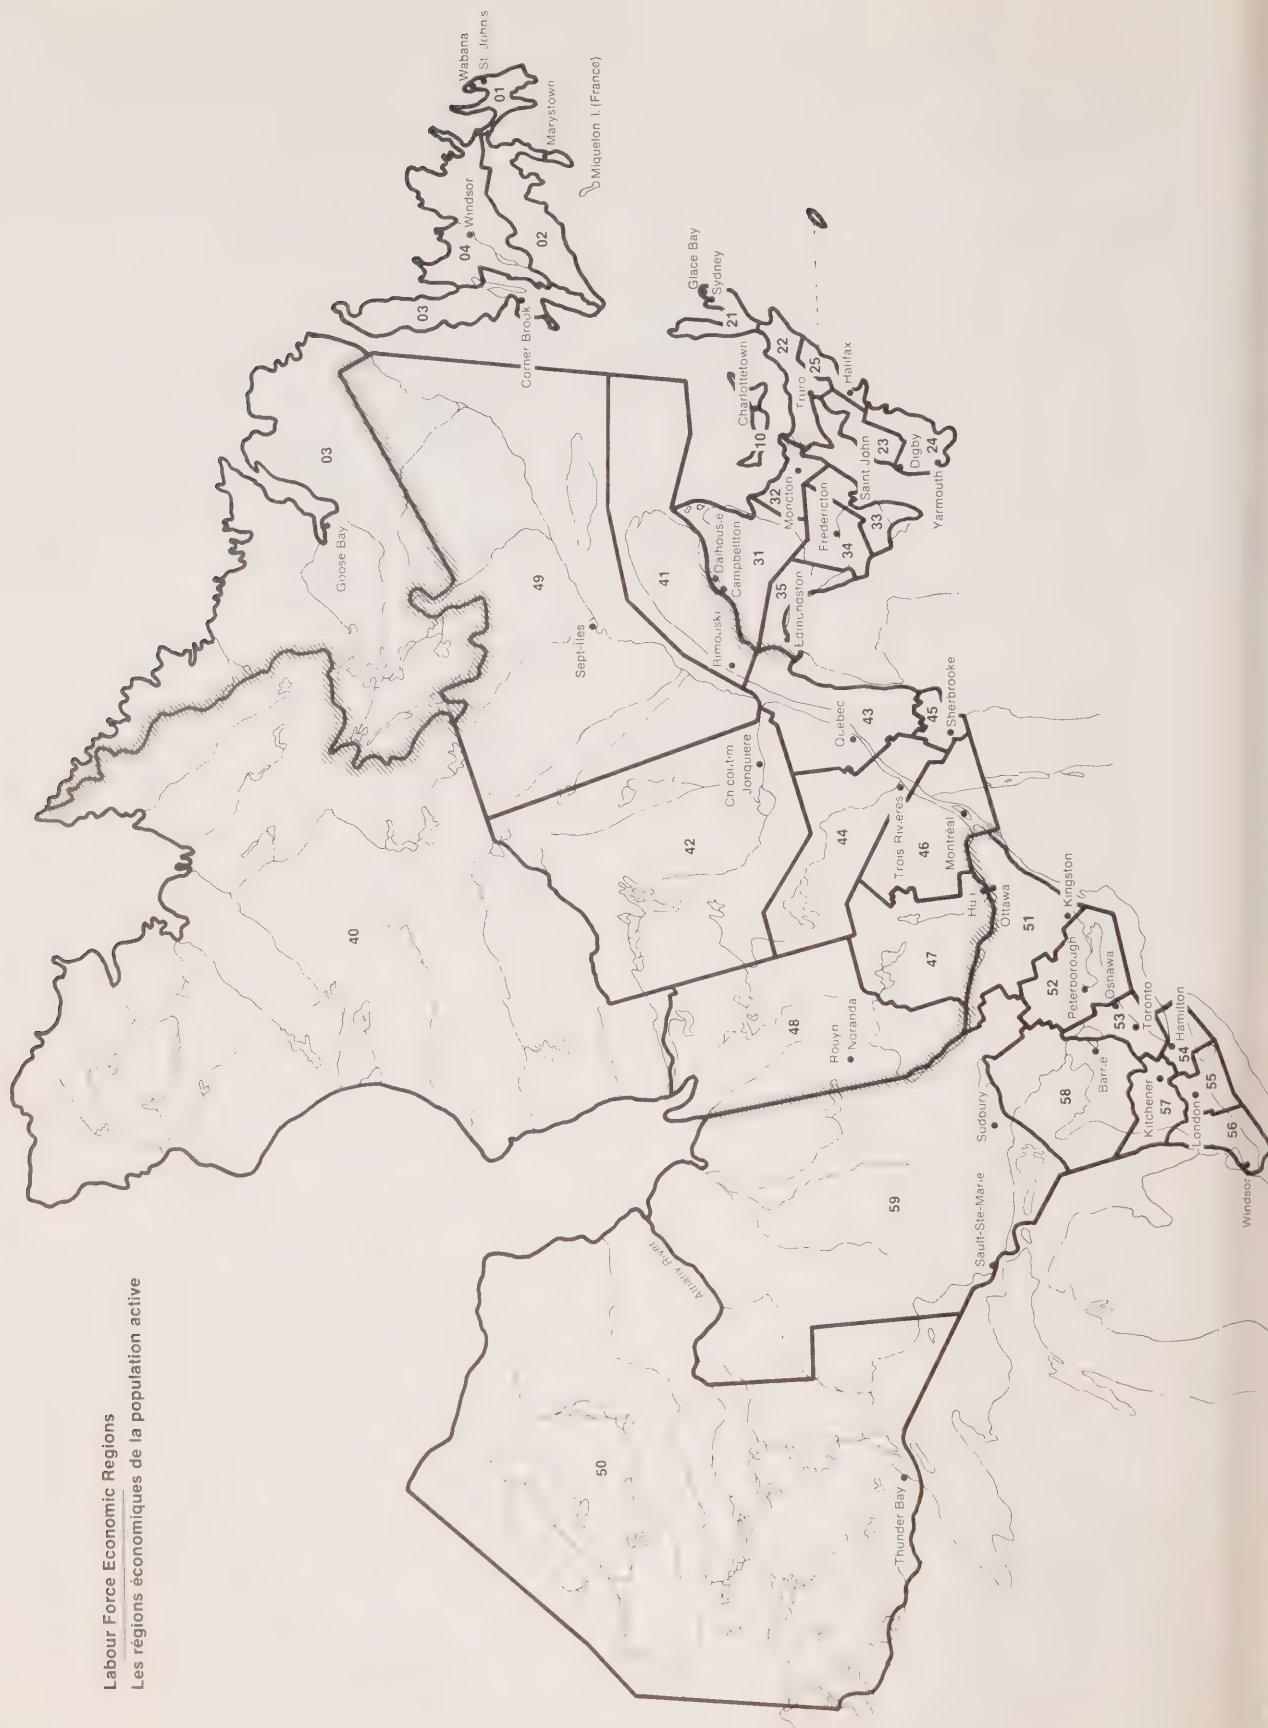 Labour Force Economic Regions
Les régions économiques de la population active
Wabana
St John's
01
Marystown
Miquelon I. (France)
Windsor
04
02
03
Corner Brook
03
Goose Bay
Glace Bay
Sydney
21
22
Charlottetown
10
Truro
25
Halifax
23
Digby
24
Yarmouth
Saint John
33
32
Moncton
Fredericton
34
Dalhousie
Campbellton
31
35
Edmundston
41
Rimouski
49
Sept-Îles
40
42
Jonquière
Québec
43
45
Sherbrooke
44
Trois Rivières
46
Montréal
Hull
Ottawa
47
48
Rouyn
Noranda
51
Kingston
52
Peterborough
Oshawa
53
Toronto
54
Hamilton
55
56
Windsor
London
57
Kitchener
Barrie
58
Sudbury
Sault-Ste-Marie
59
Albany River
50
Thunder Bay